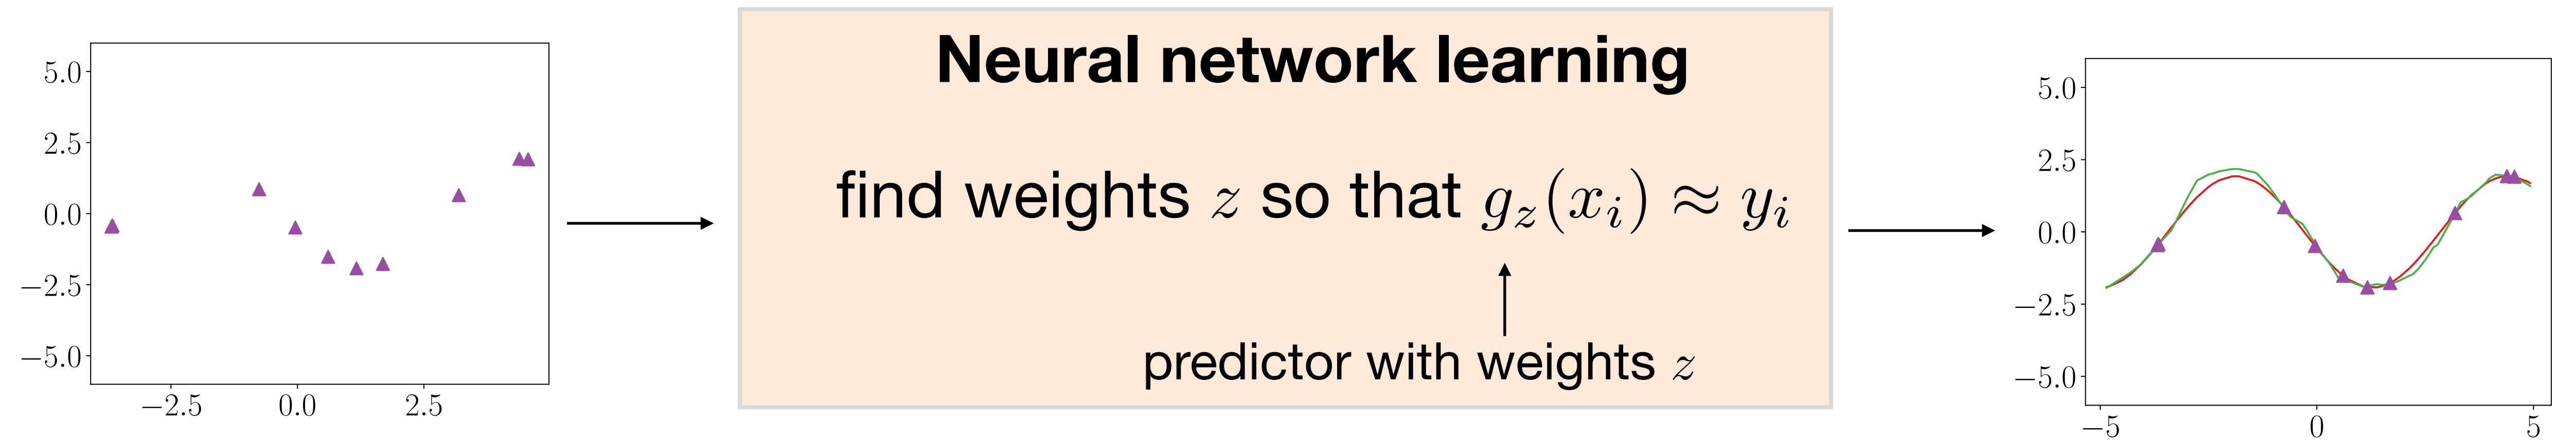 5.0
2.5
0.0
−2.5
−5.0
−2.5 0.0 2.5
Neural network learning
find weights z so that g_z(x_i) ≈ y_i
predictor with weights z
5.0
2.5
0.0
−2.5
−5.0
−5 0 5